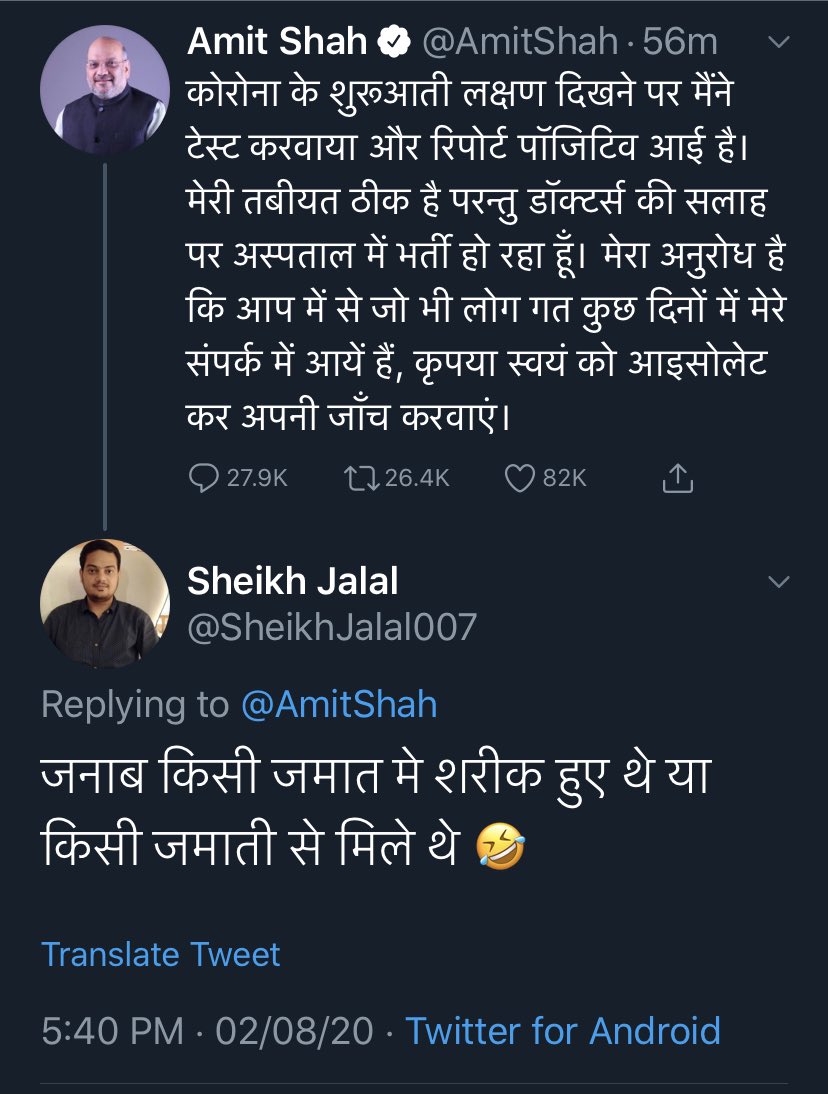 Amit Shah @AmitShah · 56m
कोरोना के शुरूआती लक्षण दिखने पर मैंने
टेस्ट करवाया और रिपोर्ट पॉजिटिव आई है।
मेरी तबीयत ठीक है परन्तु डॉक्टर्स की सलाह
पर अस्पताल में भर्ती हो रहा हूँ। मेरा अनुरोध है
कि आप में से जो भी लोग गत कुछ दिनों में मेरे
संपर्क में आयें हैं, कृपया स्वयं को आइसोलेट
कर अपनी जाँच करवाएं।
27.9K 26.4K 82K
Sheikh Jalal
@SheikhJalal007
Replying to @AmitShah
जनाब किसी जमात मे शरीक हुए थे या
किसी जमाती से मिले थे 🤣
Translate Tweet
5:40 PM · 02/08/20 · Twitter for Android